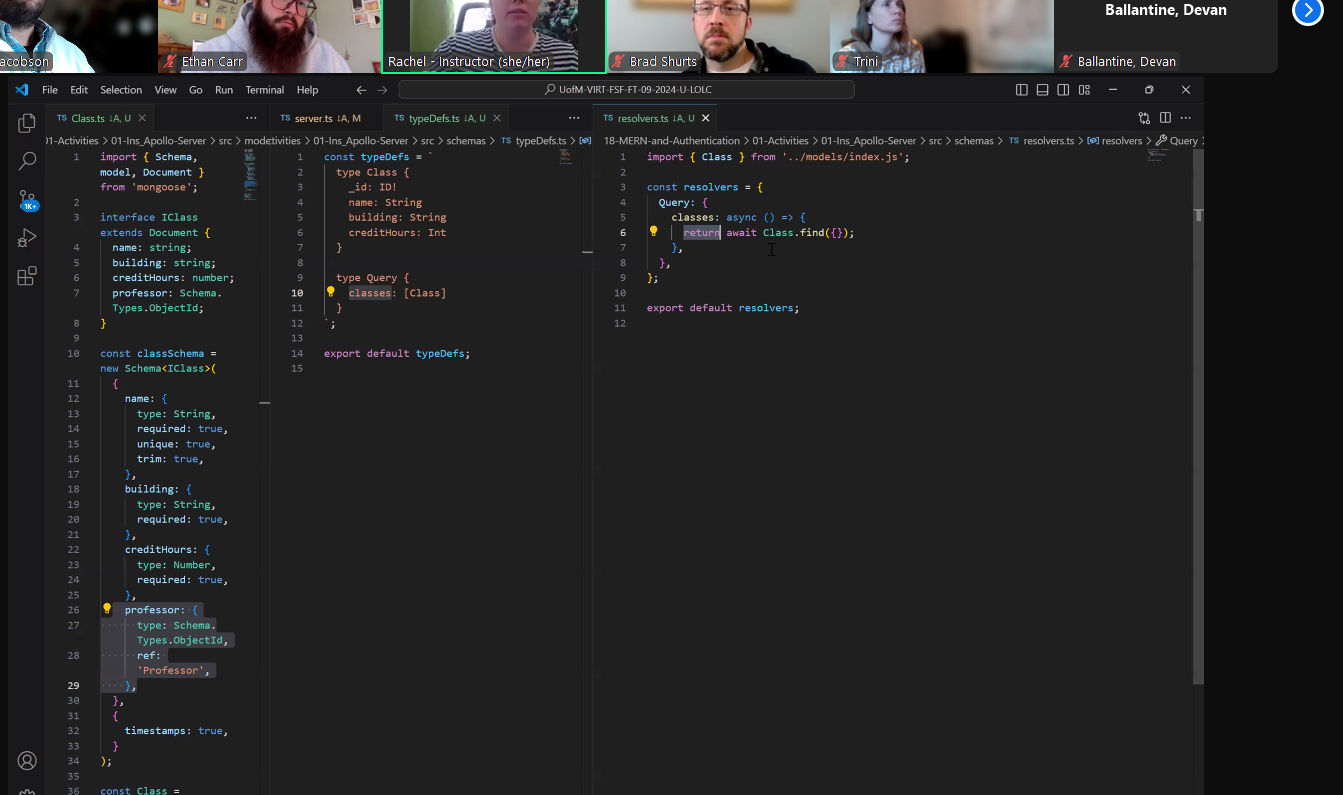 Ballantine, Devan
acobson
Ethan Carr
Rachel - Instructor (she/her)
Brad Shurts
Trini
Ballantine, Devan
File Edit Selection View Go Run Terminal Help
UofM-VIRT-FSF-FT-09-2024-U-LOLC
TS Class.ts ↓A, U
TS server.ts ↓A, M
TS typeDefs.ts ↓A, U
TS resolvers.ts ↓A, U
01-Activities > 01-Ins_Apollo-Server > src > mod
etivities > 01-Ins_Apollo-Server > src > schemas > TS typeDefs.ts >
18-MERN-and-Authentication > 01-Activities > 01-Ins_Apollo-Server > src > schemas > TS resolvers.ts > resolvers > Query >
1K+
1 import { Schema,
model, Document }
from 'mongoose';
2
3 interface IClass
extends Document {
4 name: string;
5 building: string;
6 creditHours: number;
7 professor: Schema.
Types.ObjectId;
8 }
9
10 const classSchema =
new Schema<IClass>(
11 {
12 name: {
13 type: String,
14 required: true,
15 unique: true,
16 trim: true,
17 },
18 building: {
19 type: String,
20 required: true,
21 },
22 creditHours: {
23 type: Number,
24 required: true,
25 },
26 professor: {
27 type: Schema.
Types.ObjectId,
28 ref:
'Professor',
29 },
30 },
31 {
32 timestamps: true,
33 }
34 );
35
36 const Class =
1 const typeDefs = `
2 type Class {
3 _id: ID!
4 name: String
5 building: String
6 creditHours: Int
7 }
8
9 type Query {
10 classes: [Class]
11 }
12 `;
13
14 export default typeDefs;
15
1 import { Class } from '../models/index.js';
2
3 const resolvers = {
4 Query: {
5 classes: async () => {
6 return await Class.find({});
7 },
8 },
9 };
10
11 export default resolvers;
12